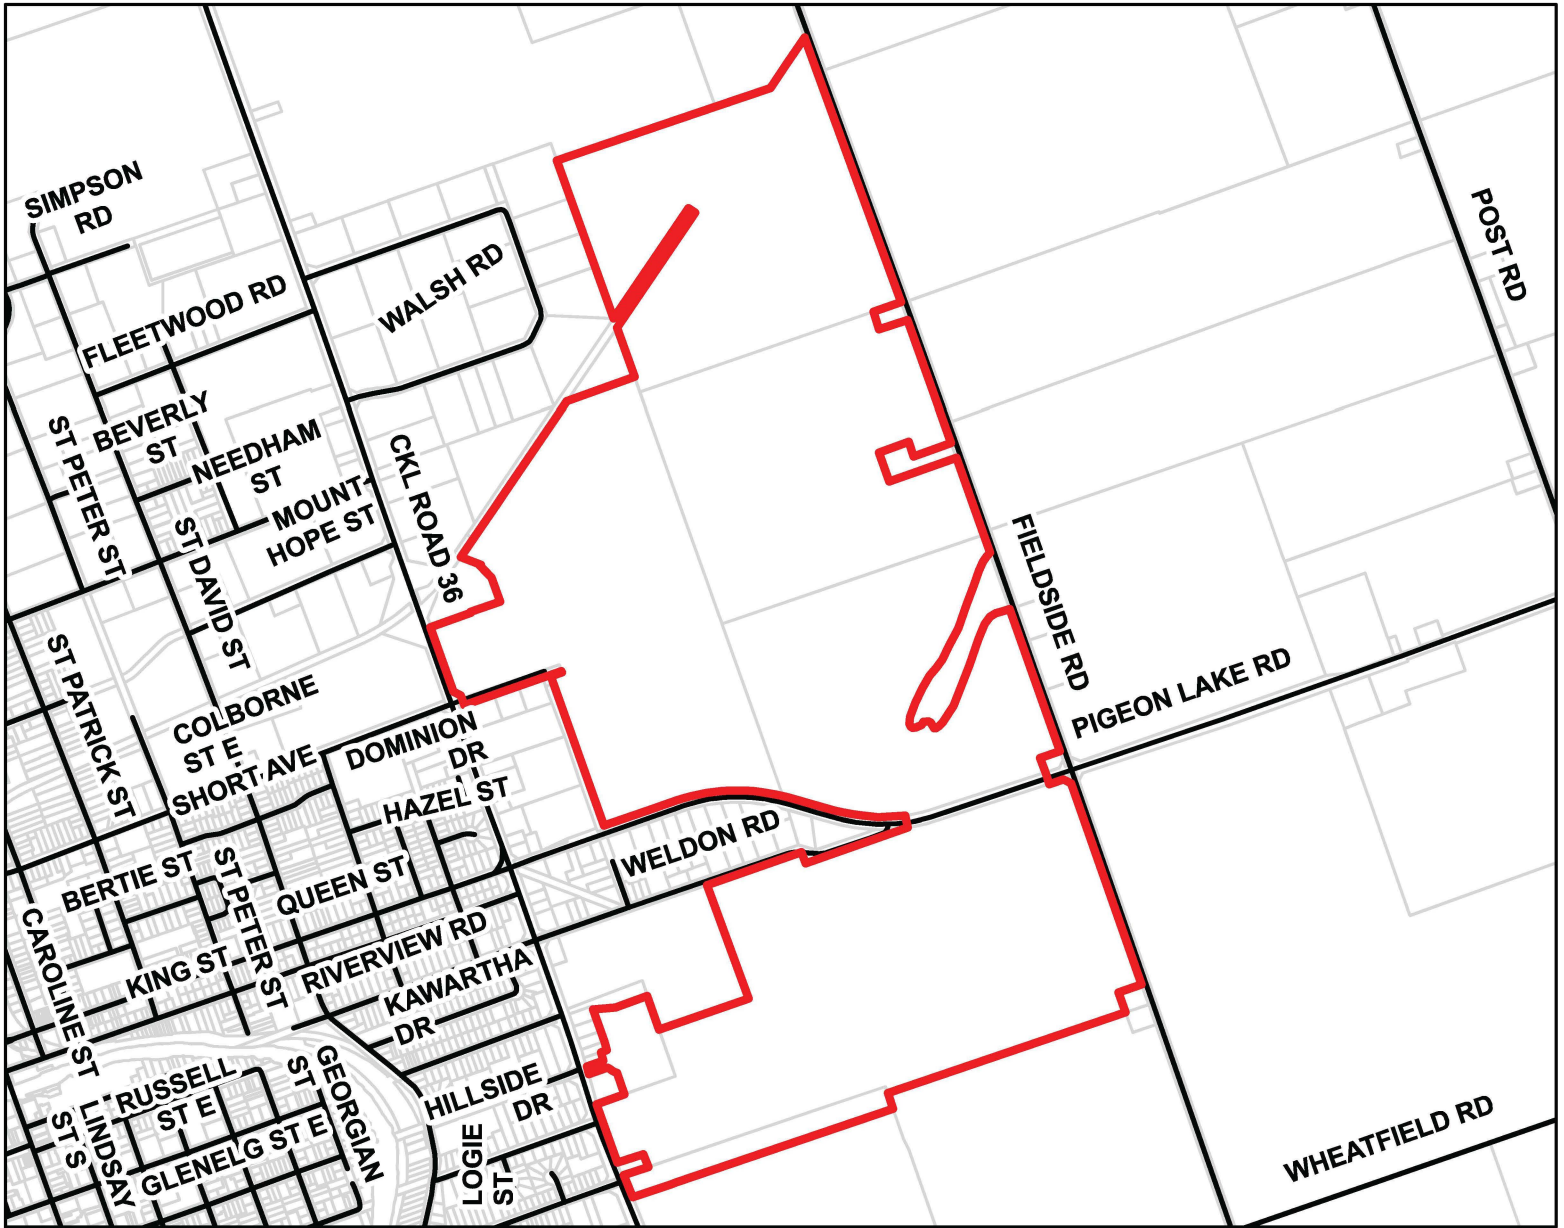 SIMPSON
RD
POST RD
WALSH RD
FLEETWOOD RD
BEVERLY
ST
NEEDHAM
ST
ST PETER ST
MOUNT
HOPE ST
CKL ROAD 36
ST DAVID ST
FIELDSIDE RD
ST PATRICK ST
COLBORNE
ST E
PIGEON LAKE RD
SHORT AVE
DOMINION
DR
HAZEL ST
WELDON RD
BERTIE ST
ST PETER ST
QUEEN ST
CAROLINE ST
KING ST
RIVERVIEW RD
KAWARTHA
DR
RUSSELL
ST E
GEORGIAN
ST
HILLSIDE
DR
LINDSAY
ST S
GLENELG ST E
LOGIE
ST
WHEATFIELD RD